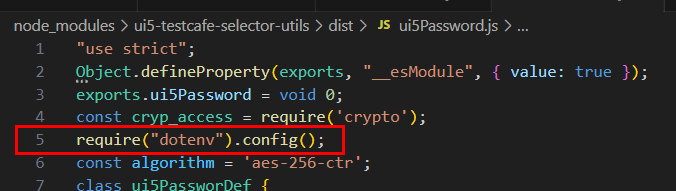 node_modules > ui5-testcafe-selector-utils > dist > JS ui5Password.js > ...
1 "use strict";
2 Object.defineProperty(exports, "__esModule", { value: true });
3 exports.ui5Password = void 0;
4 const cryp_access = require('crypto');
5 require("dotenv").config();
6 const algorithm = 'aes-256-ctr';
7 class ui5PassworDef {